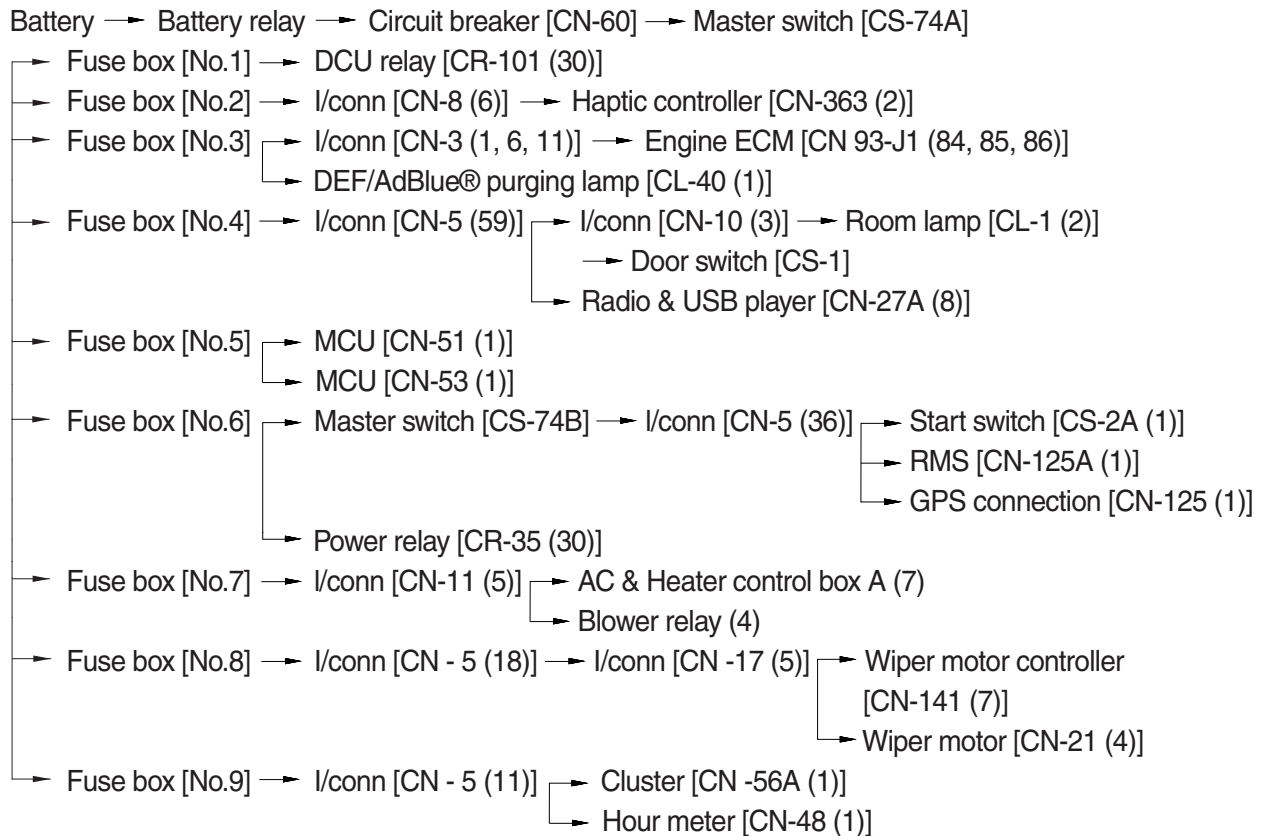 Battery → Battery relay → Circuit breaker [CN-60] → Master switch [CS-74A]
Fuse box [No.1] → DCU relay [CR-101 (30)]
Fuse box [No.2] → I/conn [CN-8 (6)] → Haptic controller [CN-363 (2)]
Fuse box [No.3] → I/conn [CN-3 (1, 6, 11)] → Engine ECM [CN 93-J1 (84, 85, 86)]
→ DEF/AdBlue® purging lamp [CL-40 (1)]
Fuse box [No.4] → I/conn [CN-5 (59)] → I/conn [CN-10 (3)] → Room lamp [CL-1 (2)]
→ Door switch [CS-1]
→ Radio & USB player [CN-27A (8)]
Fuse box [No.5] → MCU [CN-51 (1)]
→ MCU [CN-53 (1)]
Fuse box [No.6] → Master switch [CS-74B] → I/conn [CN-5 (36)] → Start switch [CS-2A (1)]
→ RMS [CN-125A (1)]
→ GPS connection [CN-125 (1)]
→ Power relay [CR-35 (30)]
Fuse box [No.7] → I/conn [CN-11 (5)] → AC & Heater control box A (7)
→ Blower relay (4)
Fuse box [No.8] → I/conn [CN - 5 (18)] → I/conn [CN -17 (5)] → Wiper motor controller
[CN-141 (7)]
→ Wiper motor [CN-21 (4)]
Fuse box [No.9] → I/conn [CN - 5 (11)] → Cluster [CN -56A (1)]
→ Hour meter [CN-48 (1)]